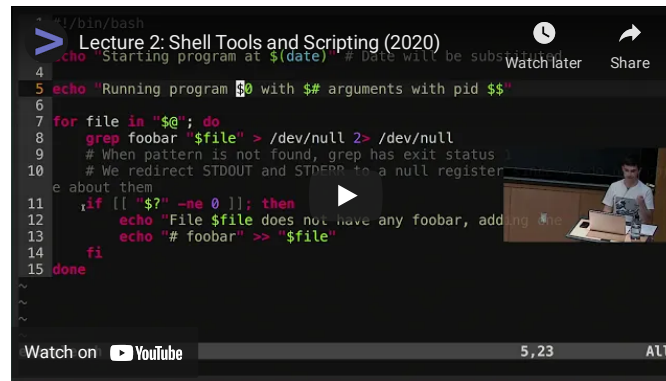 #!/bin/bash
Lecture 2: Shell Tools and Scripting (2020)
Watch later
Share
echo "Starting program at $(date)" # Date will be substituted
4
5 echo "Running program $0 with $# arguments with pid $$"
6
7 for file in "$@"; do
8 grep foobar "$file" > /dev/null 2> /dev/null
9 # When pattern is not found, grep has exit status
10 # We redirect STDOUT and STDERR to a null register
e about them
11 if [[ "$?" -ne 0 ]]; then
12 echo "File $file does not have any foobar, adding one
13 echo "# foobar" >> "$file"
14 fi
15 done
~
~
~
~
Watch on YouTube
5,23
All